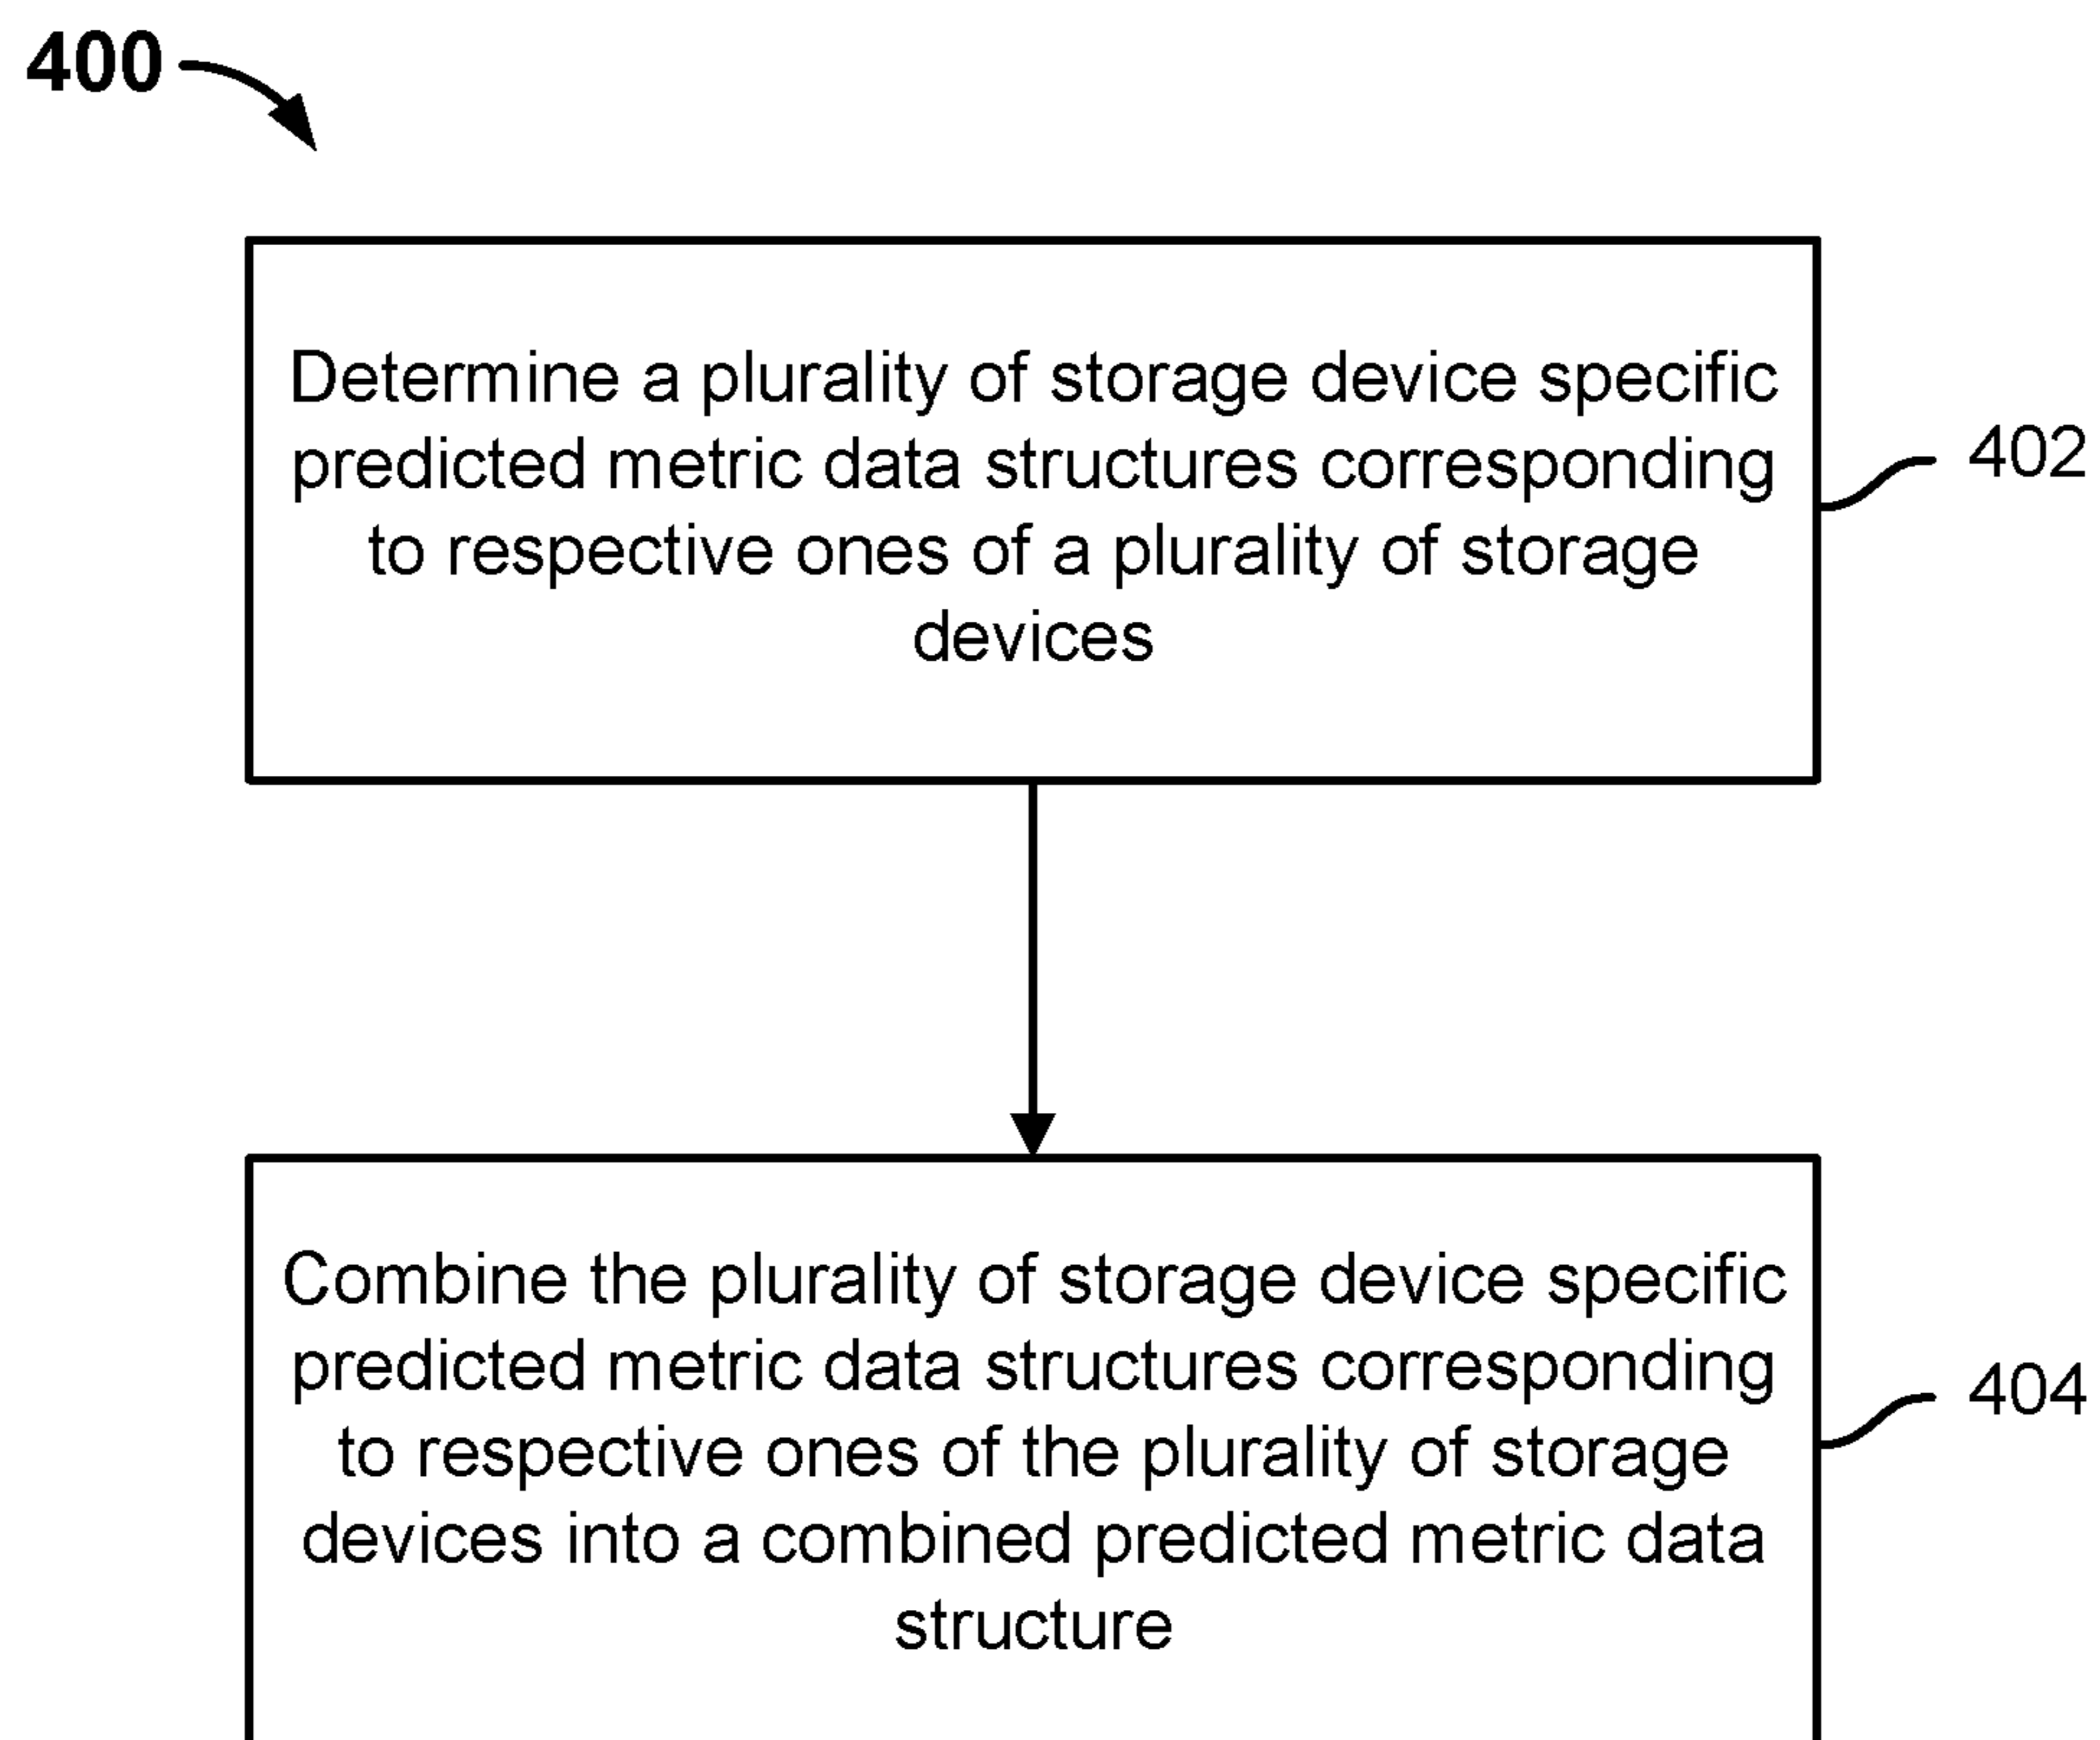 400
Determine a plurality of storage device specific
predicted metric data structures corresponding
to respective ones of a plurality of storage
devices
402
Combine the plurality of storage device specific
predicted metric data structures corresponding
to respective ones of the plurality of storage
devices into a combined predicted metric data
structure
404